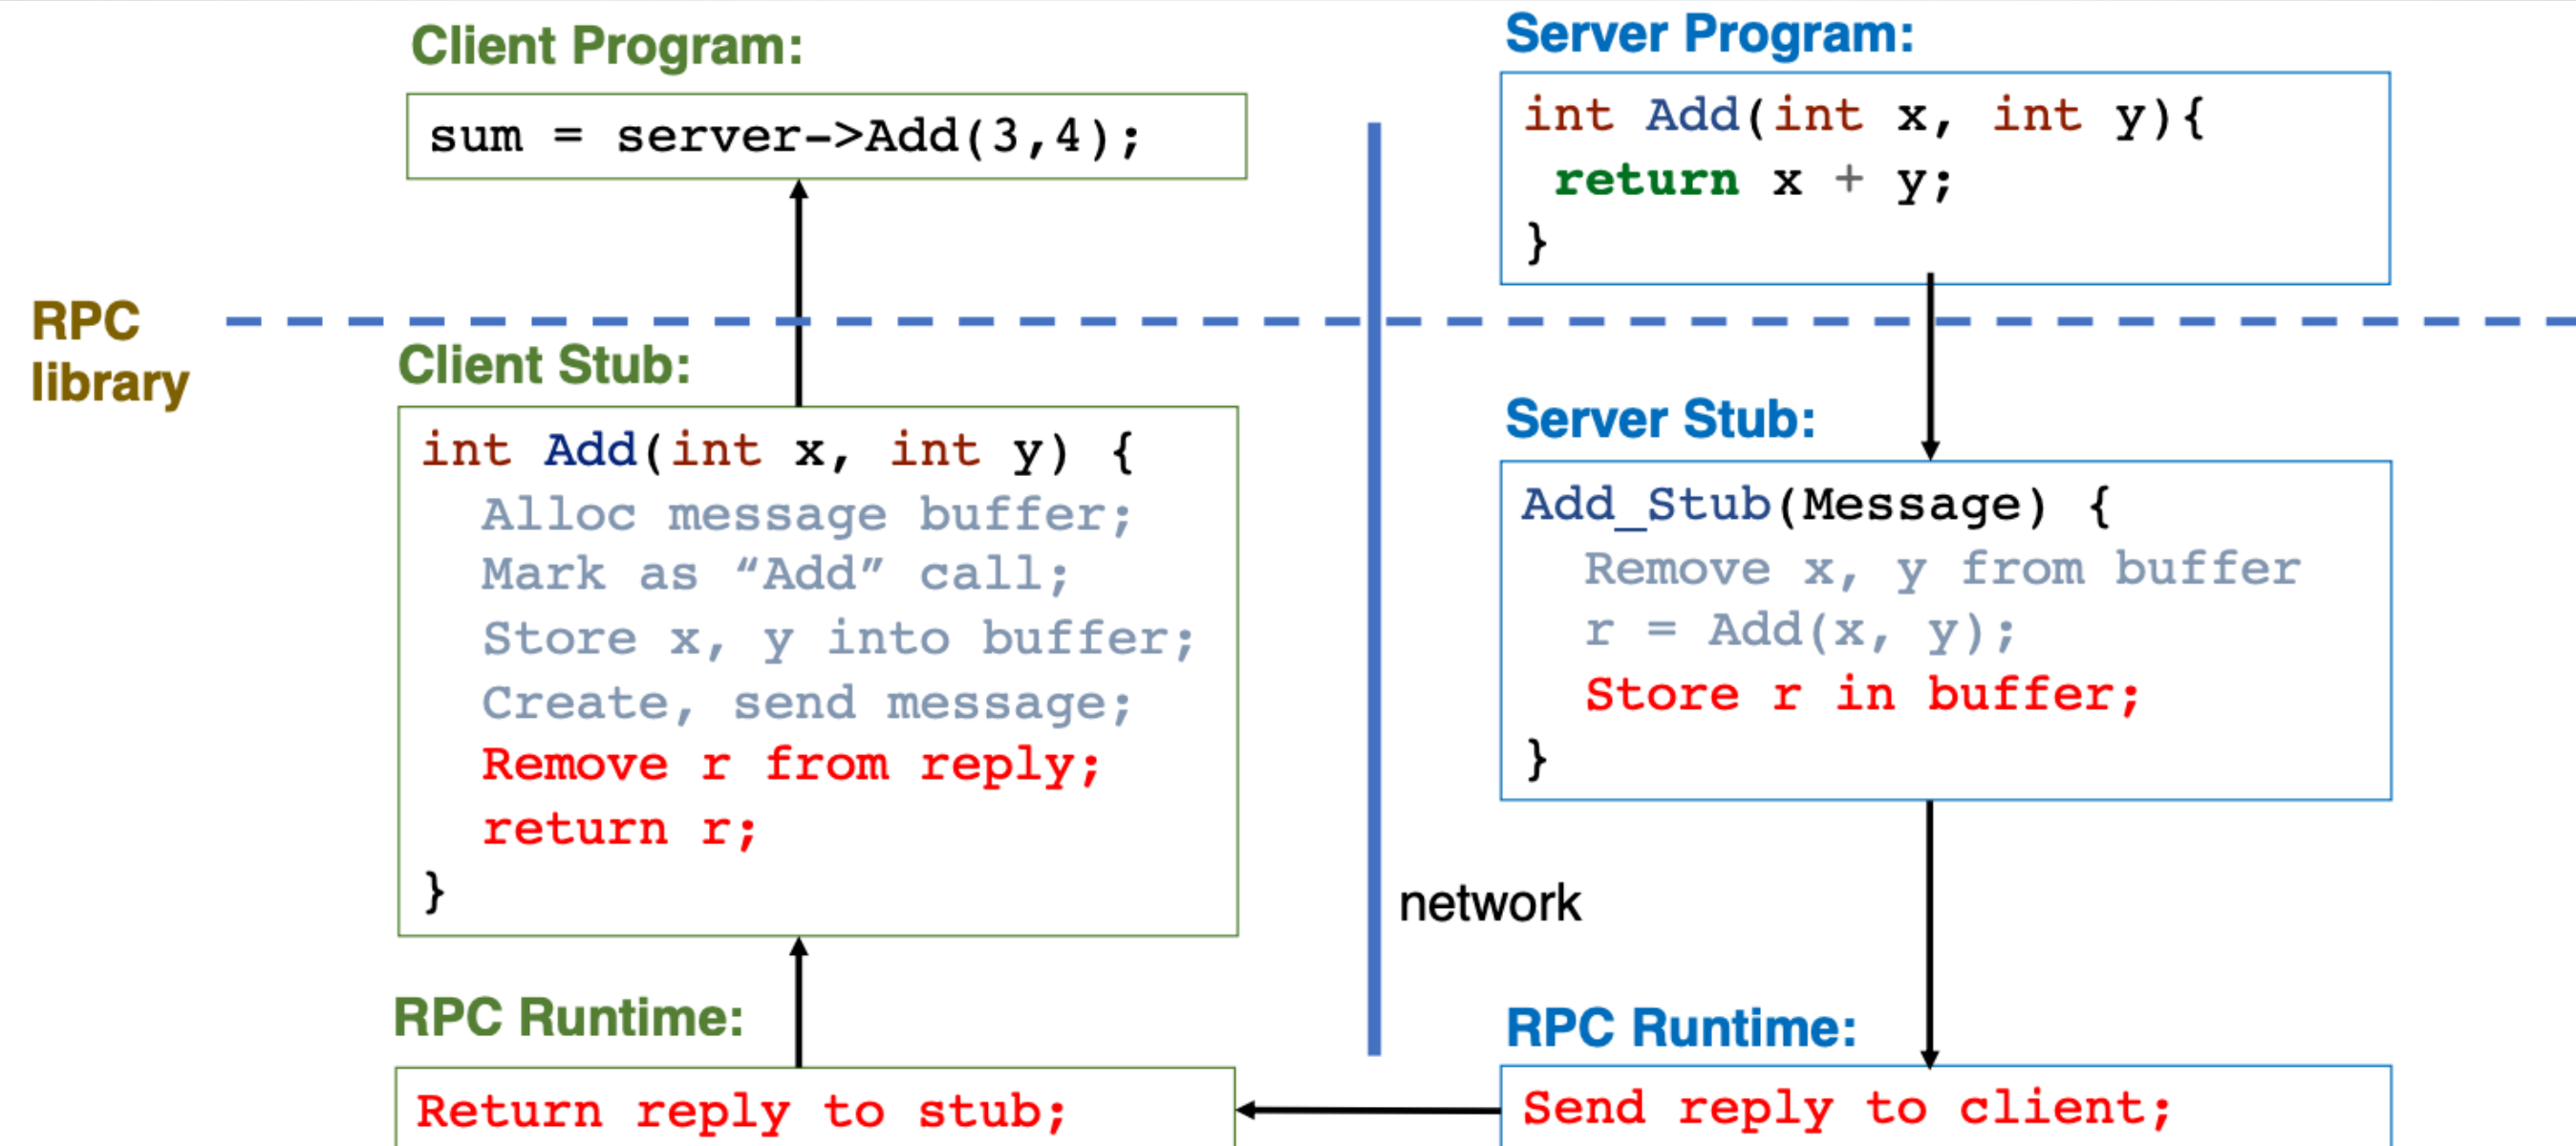 Client Program:
sum = server->Add(3,4);
RPC
library
Client Stub:
int Add(int x, int y) {
Alloc message buffer;
Mark as “Add” call;
Store x, y into buffer;
Create, send message;
Remove r from reply;
return r;
}
RPC Runtime:
Return reply to stub;
network
Server Program:
int Add(int x, int y){
return x + y;
}
Server Stub:
Add_Stub(Message) {
Remove x, y from buffer
r = Add(x, y);
Store r in buffer;
}
RPC Runtime:
Send reply to client;